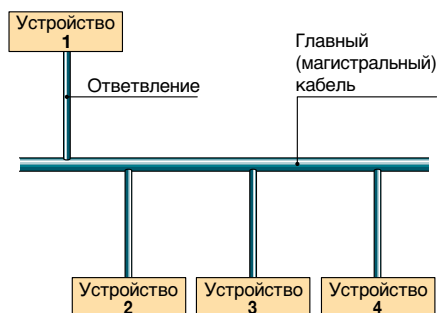 Устройство
1
Ответвление
Главный
(магистральный)
кабель
Устройство
2
Устройство
3
Устройство
4